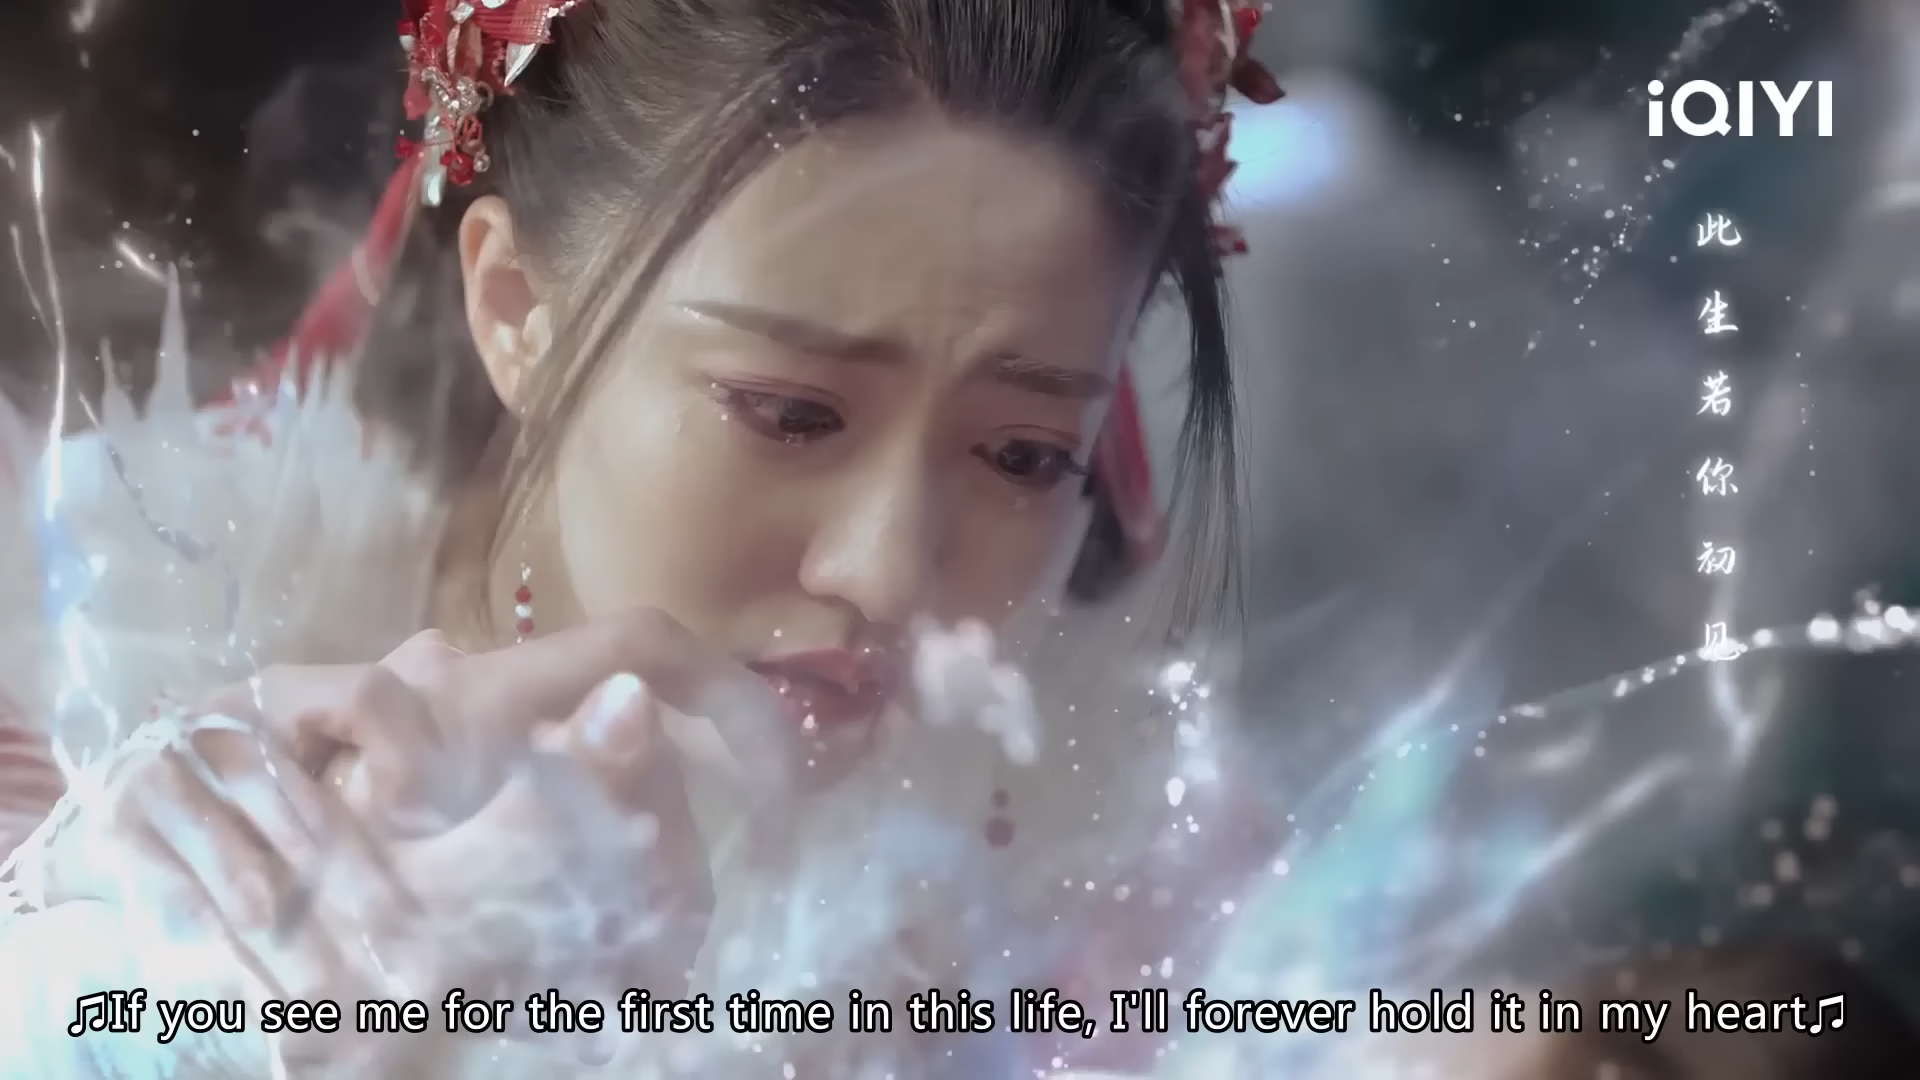 iQIYI
此生若你初见
♫If you see me for the first time in this life, I'll forever hold it in my heart♫